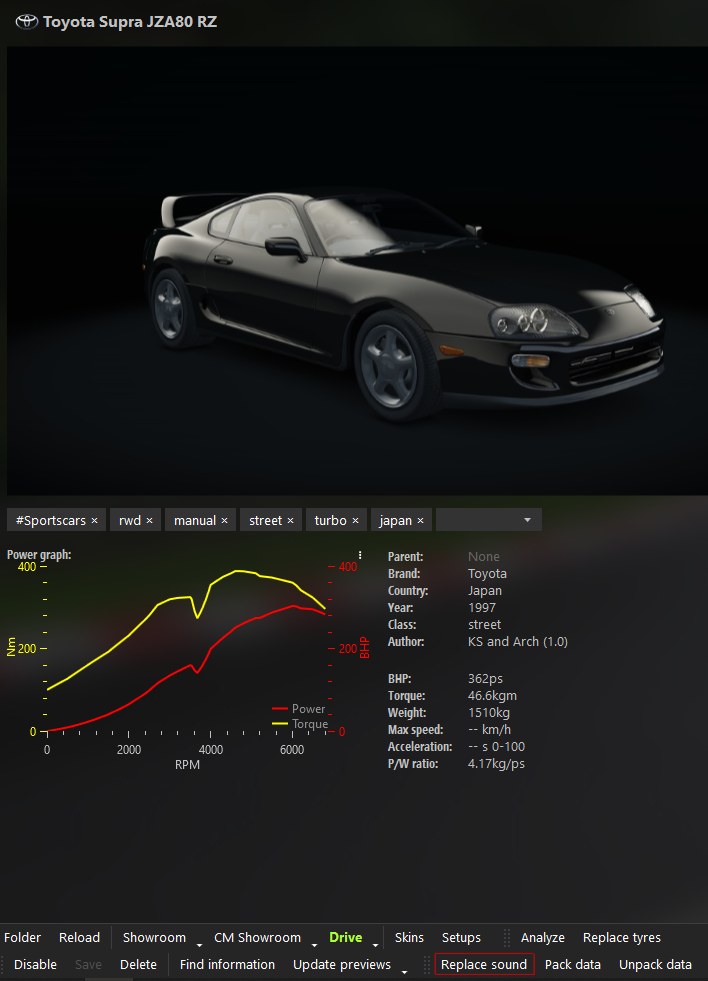 Toyota Supra JZA80 RZ
#Sportscars × rwd × manual × street × turbo × japan ×
Power graph:
400
200
0
Nm
400
200
0
BHP
Power
Torque
0 2000 4000 6000
RPM
Parent: None
Brand: Toyota
Country: Japan
Year: 1997
Class: street
Author: KS and Arch (1.0)
BHP: 362ps
Torque: 46.6kgm
Weight: 1510kg
Max speed: -- km/h
Acceleration: -- s 0-100
P/W ratio: 4.17kg/ps
Folder Reload Showroom CM Showroom Drive Skins Setups Analyze Replace tyres
Disable Save Delete Find information Update previews Replace sound Pack data Unpack data